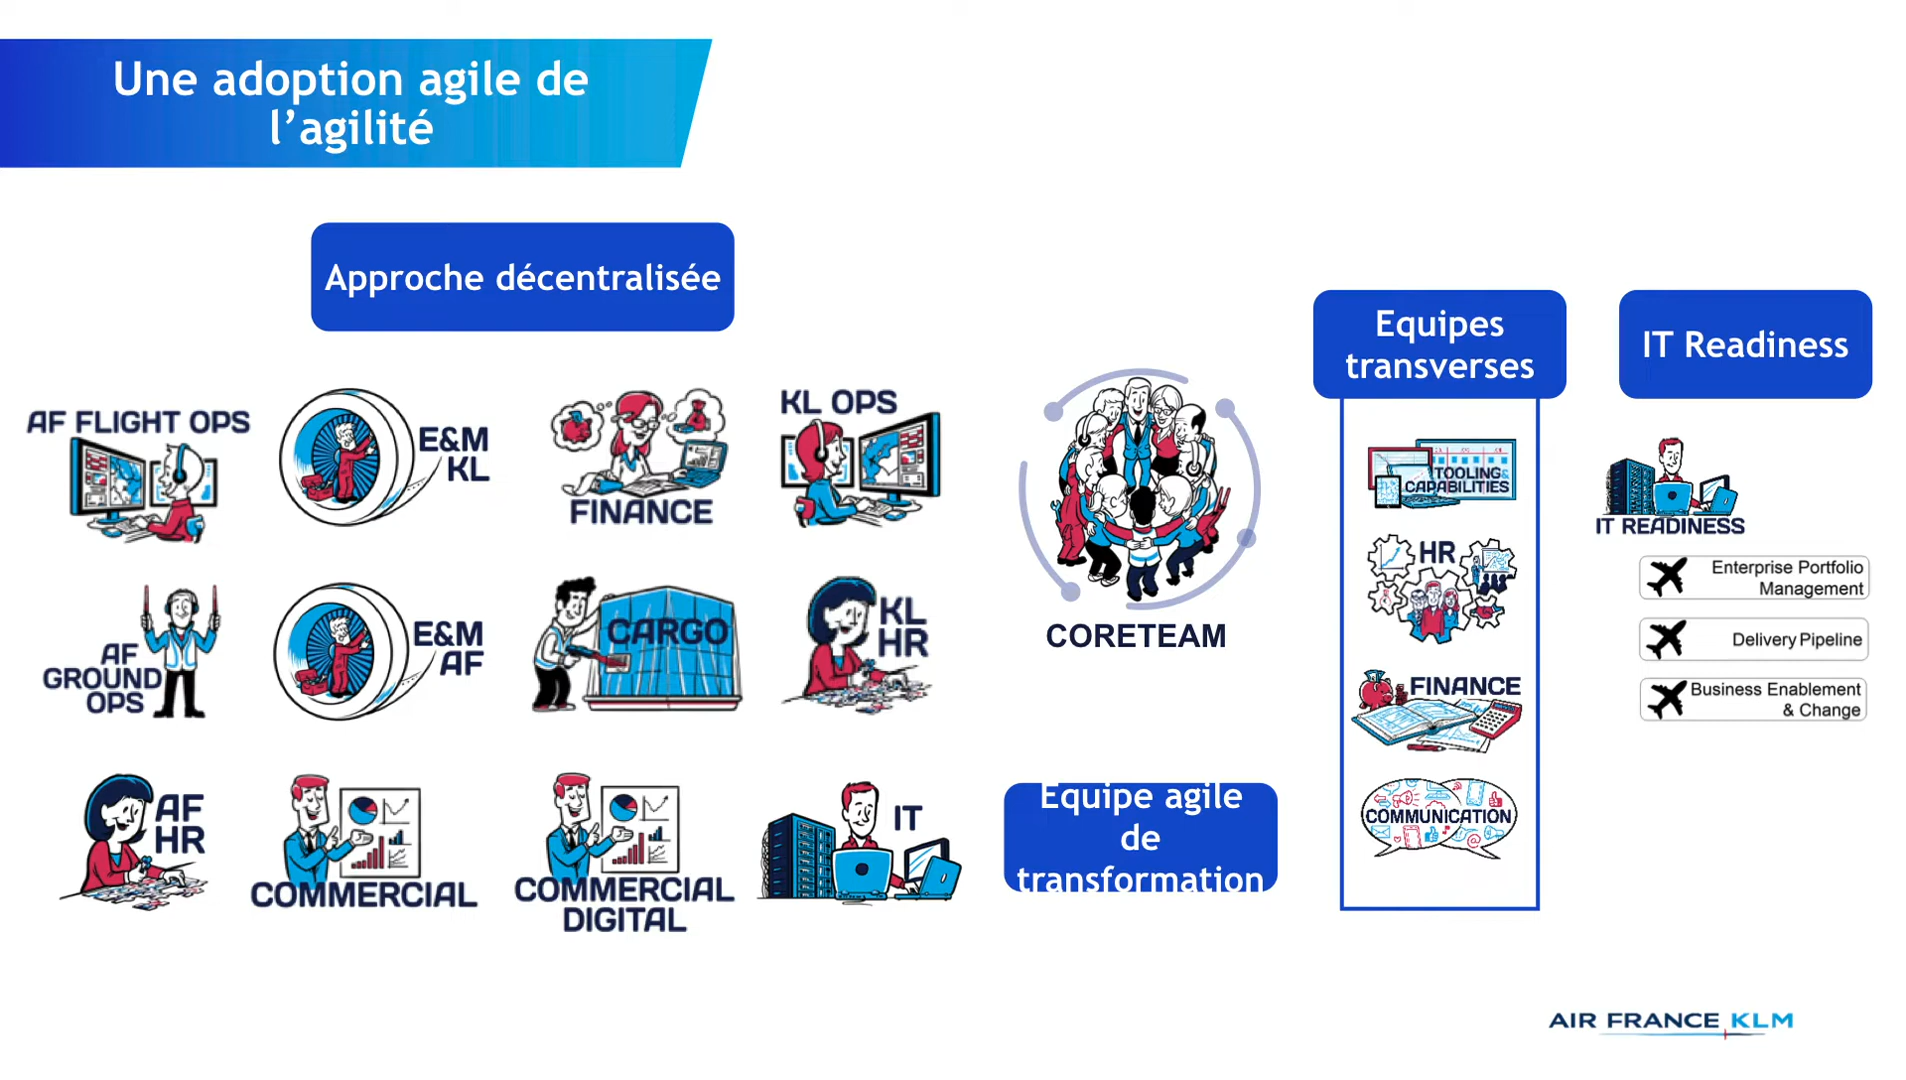 Une adoption agile de
l’agilité
Approche décentralisée
AF FLIGHT OPS
E&M
KL
FINANCE
KL OPS
AF
GROUND
OPS
E&M
AF
CARGO
KL
HR
AF
HR
COMMERCIAL
COMMERCIAL
DIGITAL
IT
CORETEAM
Equipe agile
de
transformation
Equipes
transverses
TOOLING&
CAPABILITIES
HR
FINANCE
COMMUNICATION
IT Readiness
IT READINESS
Enterprise Portfolio
Management
Delivery Pipeline
Business Enablement
& Change
AIR FRANCE KLM